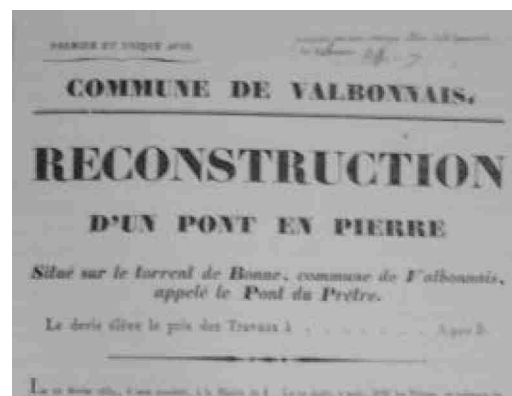 PREMIER ET UNIQUE AVIS.
COMMUNE DE VALBONNAIS.
RECONSTRUCTION
D'UN PONT EN PIERRE
Situé sur le torrent de Bonne, commune de Valbonnais,
appelé le Pont du Prêtre.
Le devis élève le prix des Travaux à